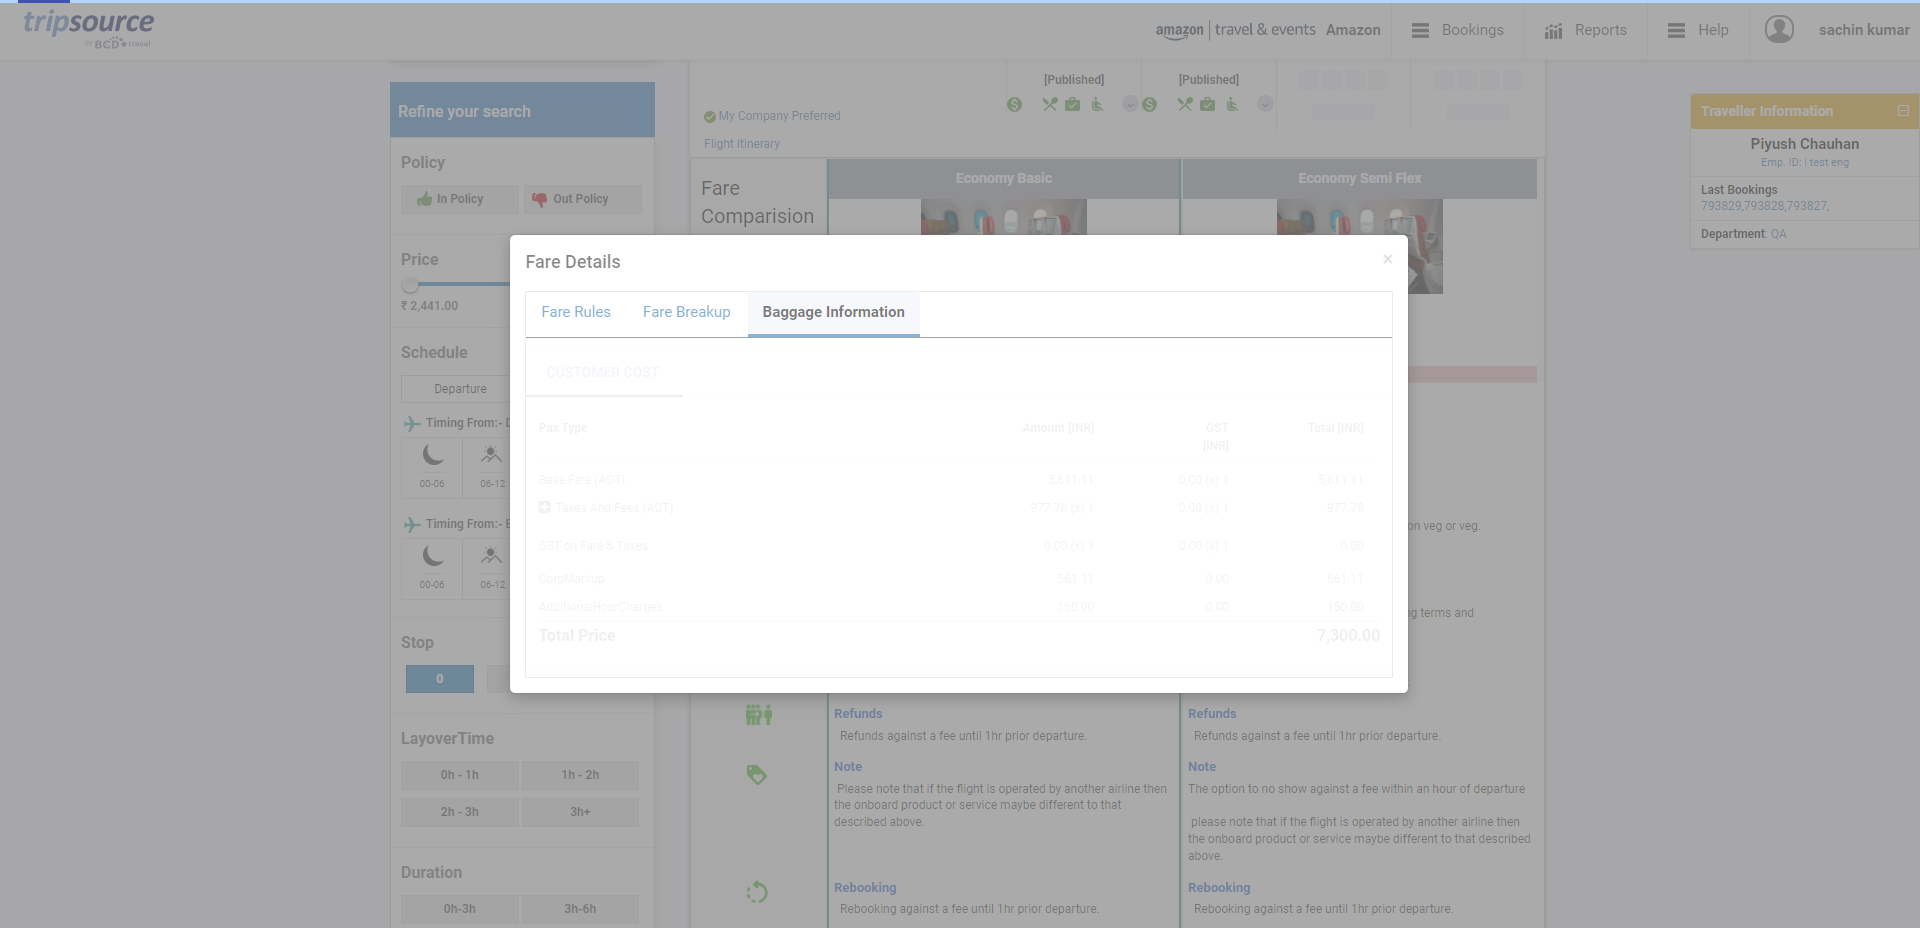 tripsource
by BCD travel
amazon | travel & events Amazon
Bookings
Reports
Help
sachin kumar
Refine your search
Policy
In Policy
Out Policy
Price
₹ 2,441.00
Schedule
Departure
Timing From:-
00-06
06-12
Timing From:-
00-06
06-12
Stop
0
LayoverTime
0h - 1h
1h - 2h
2h - 3h
3h+
Duration
0h-3h
3h-6h
[Published]
[Published]
My Company Preferred
Flight Itinerary
Fare
Comparision
Economy Basic
Economy Semi Flex
Fare Details
×
Fare Rules
Fare Breakup
Baggage Information
CUSTOMER COST
Pax Type
Amount [INR]
GST
[INR]
Total [INR]
Base Fare (ADT)
5,611.11
0.00 (x) 1
5,611.11
Taxes And Fees (ADT)
977.78 (x) 1
0.00 (x) 1
977.78
GST on Fare & Taxes
0.00 (x) 1
0.00 (x) 1
0.00
CorpMarkup
561.11
0.00
561.11
AdditionalHourCharges
150.00
0.00
150.00
Total Price
7,300.00
on veg or veg.
terms and
Refunds
Refunds against a fee until 1hr prior departure.
Note
Please note that if the flight is operated by another airline then
the onboard product or service maybe different to that
described above.
Rebooking
Rebooking against a fee until 1hr prior departure.
Refunds
Refunds against a fee until 1hr prior departure.
Note
The option to no show against a fee within an hour of departure
please note that if the flight is operated by another airline then
the onboard product or service maybe different to that described
above.
Rebooking
Rebooking against a fee until 1hr prior departure.
Traveller Information
Piyush Chauhan
Emp. ID: | test eng
Last Bookings
793829,793828,793827,
Department: QA